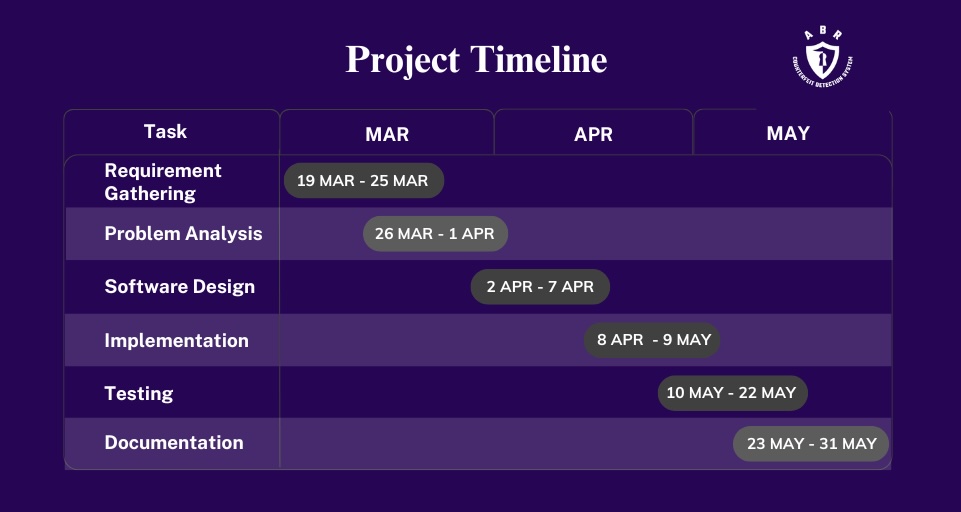 Project Timeline
A B R
COUNTERFEIT DETECTION SYSTEM
Task
MAR
APR
MAY
Requirement
Gathering
19 MAR - 25 MAR
Problem Analysis
26 MAR - 1 APR
Software Design
2 APR - 7 APR
Implementation
8 APR - 9 MAY
Testing
10 MAY - 22 MAY
Documentation
23 MAY - 31 MAY